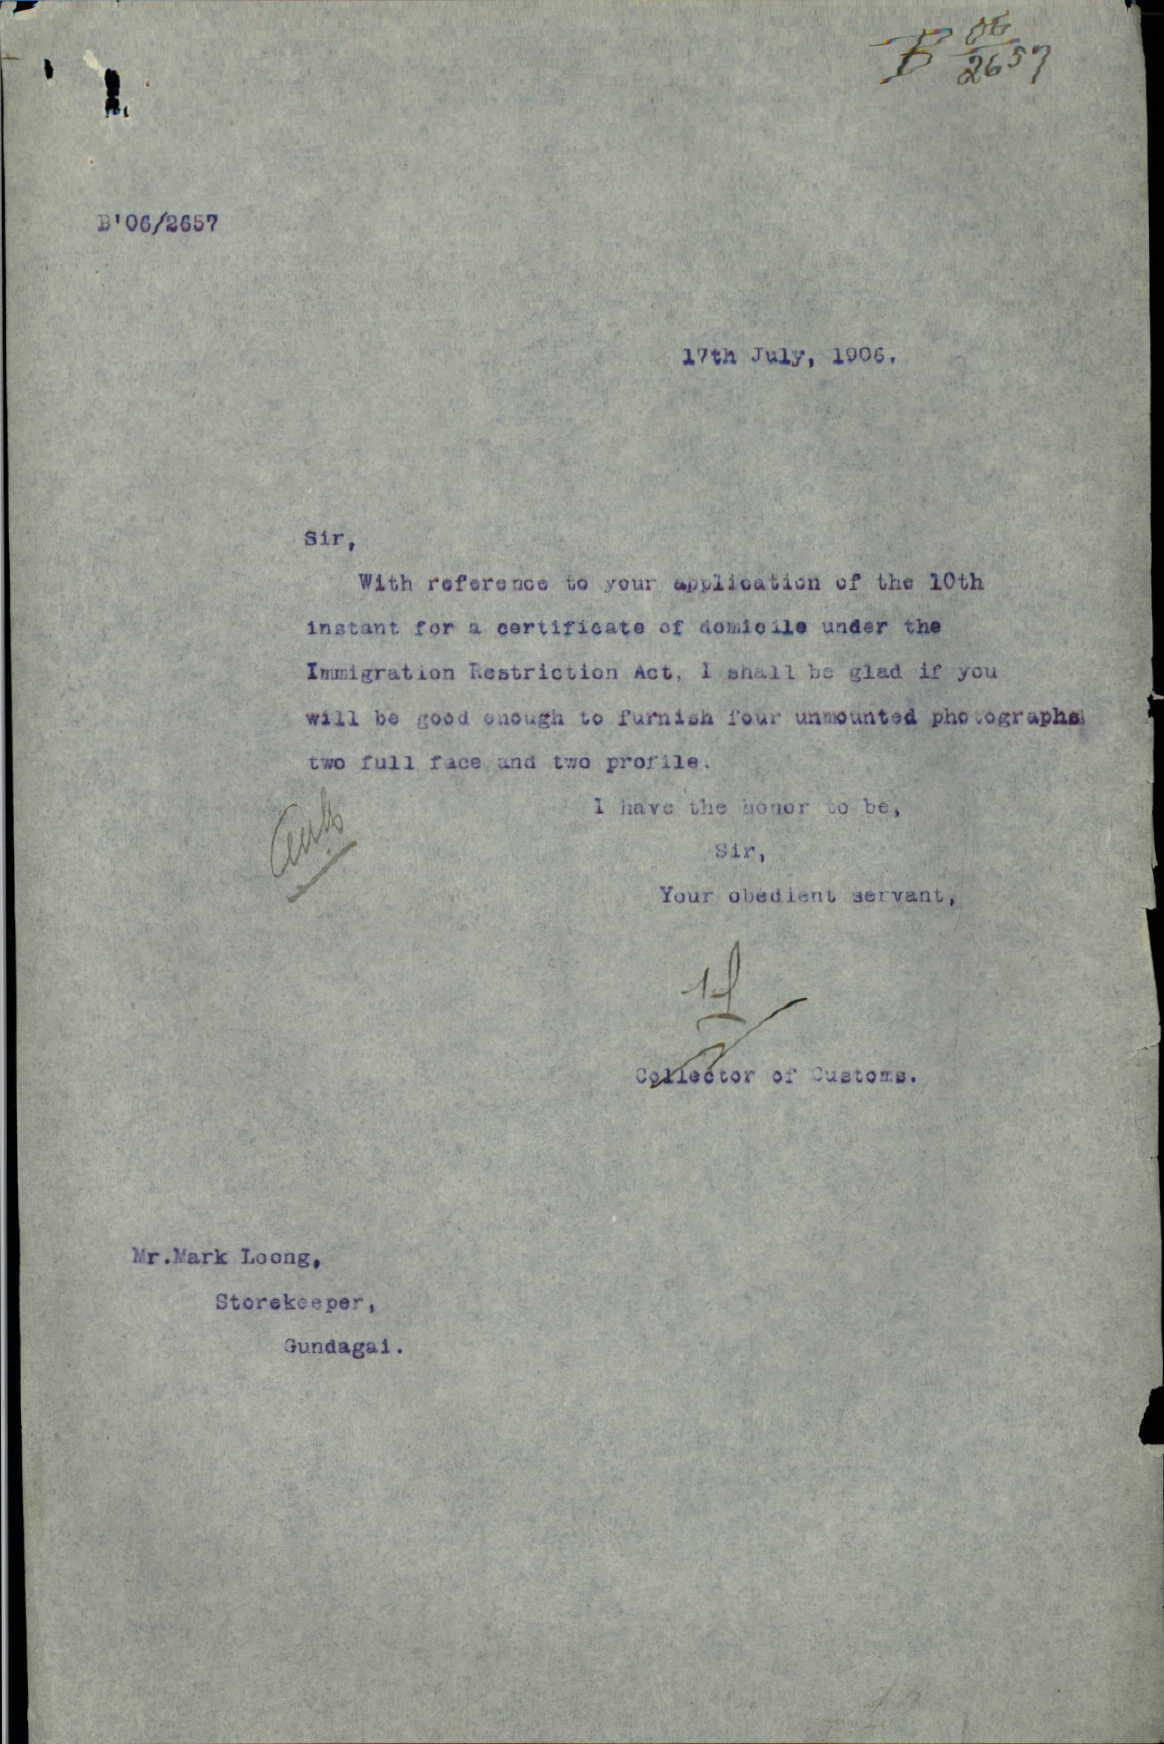 B 06
2657
B'06/2657
17th July, 1906.
Sir,
With reference to your application of the 10th
instant for a certificate of domicile under the
Immigration Restriction Act, I shall be glad if you
will be good enough to furnish four unmounted photographs
two full face and two profile.
I have the honor to be,
Sir,
Your obedient servant,
Collector of Customs.
Mr.Mark Loong,
Storekeeper,
Gundagai.